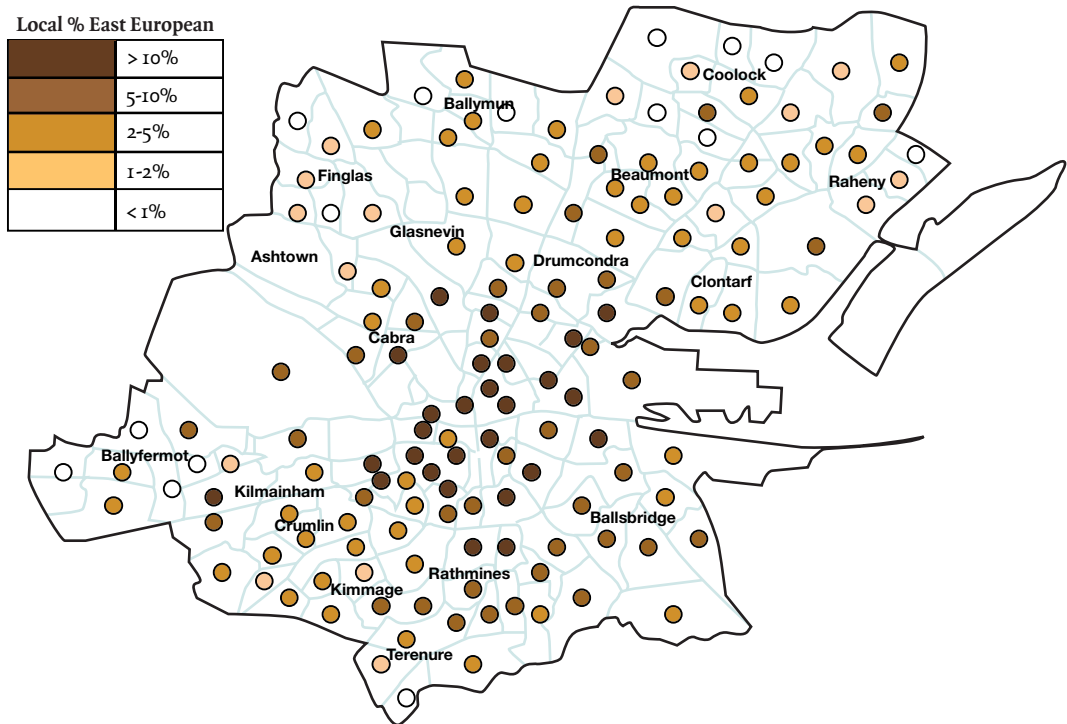 Local % East European
> 10%
5-10%
2-5%
1-2%
< 1%
Coolock
Ballymun
Beaumont
Finglas
Raheny
Glasnevin
Ashtown
Drumcondra
Clontarf
Cabra
Ballyfermot
Kilmainham
Ballsbridge
Crumlin
Rathmines
Kimmage
Terenure